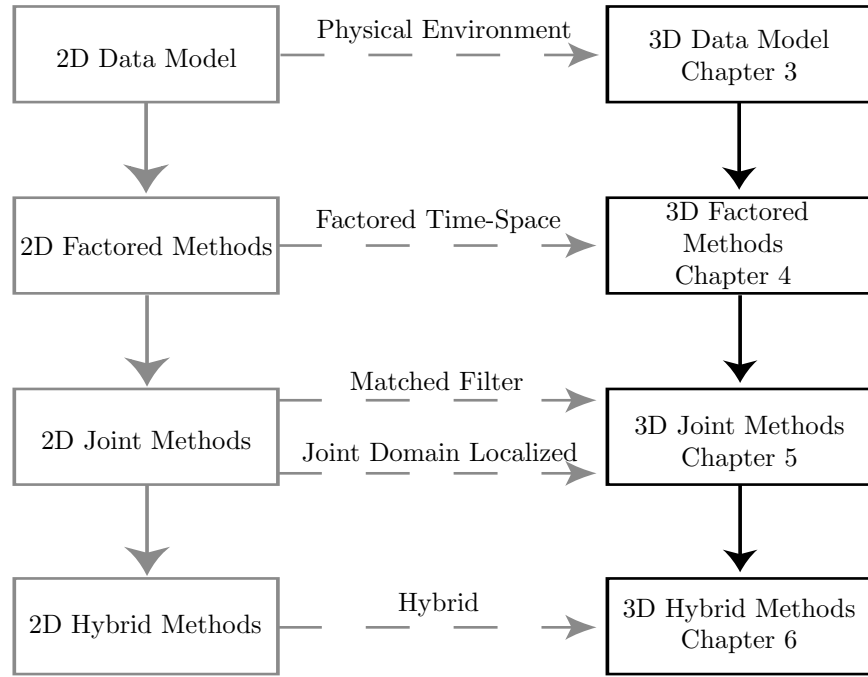 2D Data Model
Physical Environment
3D Data Model
Chapter 3
2D Factored Methods
Factored Time-Space
3D Factored
Methods
Chapter 4
2D Joint Methods
Matched Filter
Joint Domain Localized
3D Joint Methods
Chapter 5
2D Hybrid Methods
Hybrid
3D Hybrid Methods
Chapter 6